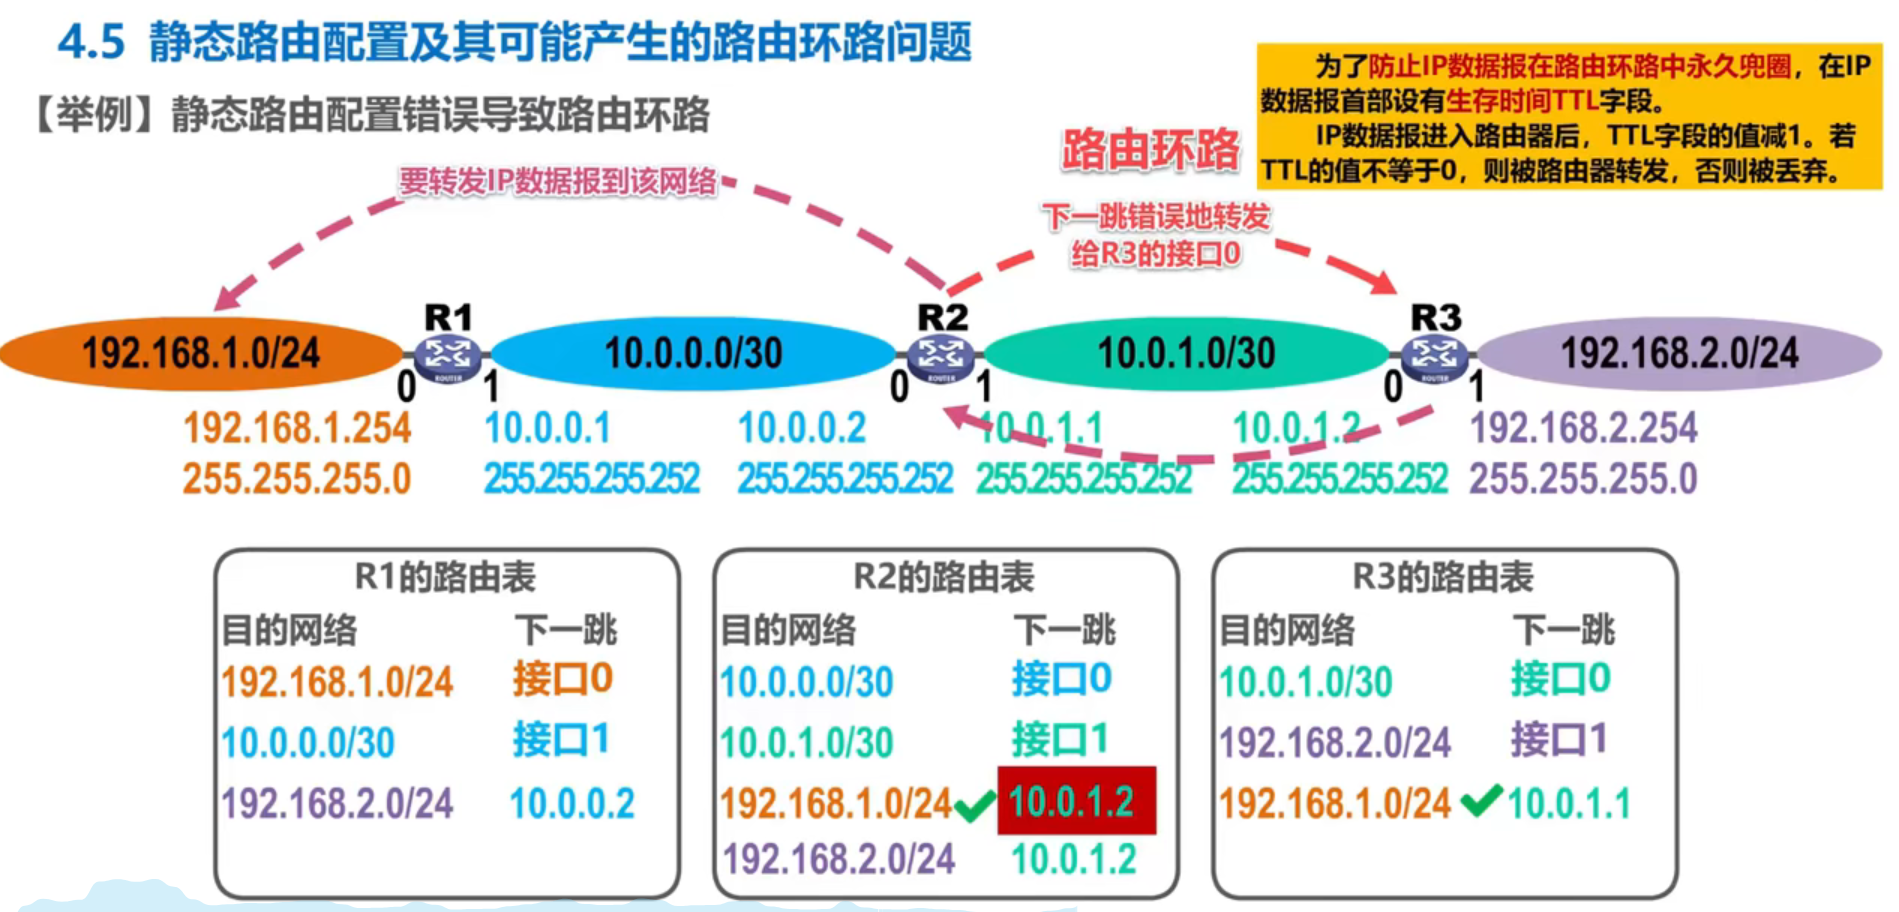 4.5 静态路由配置及其可能产生的路由环路问题
【举例】静态路由配置错误导致路由环路
为了防止IP数据报在路由环路中永久兜圈，在IP
数据报首部设有生存时间TTL字段。
IP数据报进入路由器后，TTL字段的值减1。若
TTL的值不等于0，则被路由器转发，否则被丢弃。
路由环路
要转发IP数据报到该网络
下一跳错误地转发
给R3的接口0
R1
R2
R3
192.168.1.0/24
10.0.0.0/30
10.0.1.0/30
192.168.2.0/24
ROUTER
ROUTER
ROUTER
0
1
0
1
0
1
192.168.1.254
10.0.0.1
10.0.0.2
10.0.1.1
10.0.1.2
192.168.2.254
255.255.255.0
255.255.255.252
255.255.255.252
255.255.255.252
255.255.255.252
255.255.255.0
R1的路由表
目的网络 下一跳
192.168.1.0/24 接口0
10.0.0.0/30 接口1
192.168.2.0/24 10.0.0.2
R2的路由表
目的网络 下一跳
10.0.0.0/30 接口0
10.0.1.0/30 接口1
192.168.1.0/24 10.0.1.2
192.168.2.0/24 10.0.1.2
R3的路由表
目的网络 下一跳
10.0.1.0/30 接口0
192.168.2.0/24 接口1
192.168.1.0/24 10.0.1.1